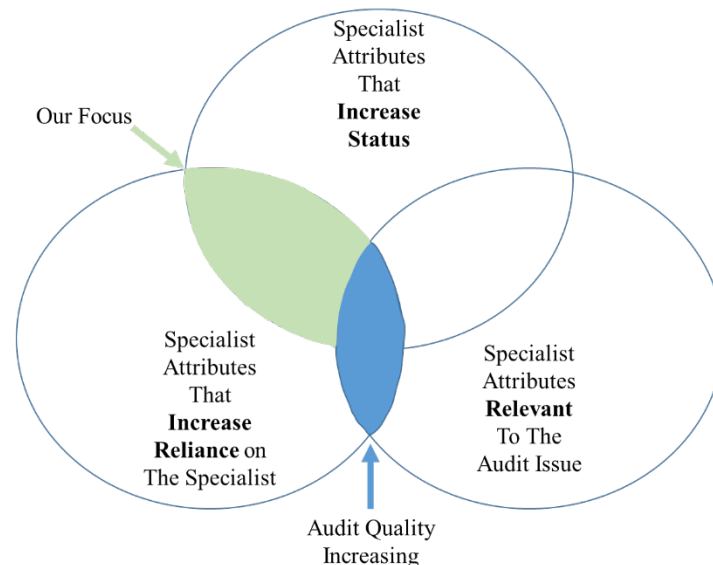 Specialist
Attributes
That
Increase
Status
Our Focus
Specialist
Attributes
That
Increase
Reliance on
The Specialist
Specialist
Attributes
Relevant
To The
Audit Issue
Audit Quality
Increasing